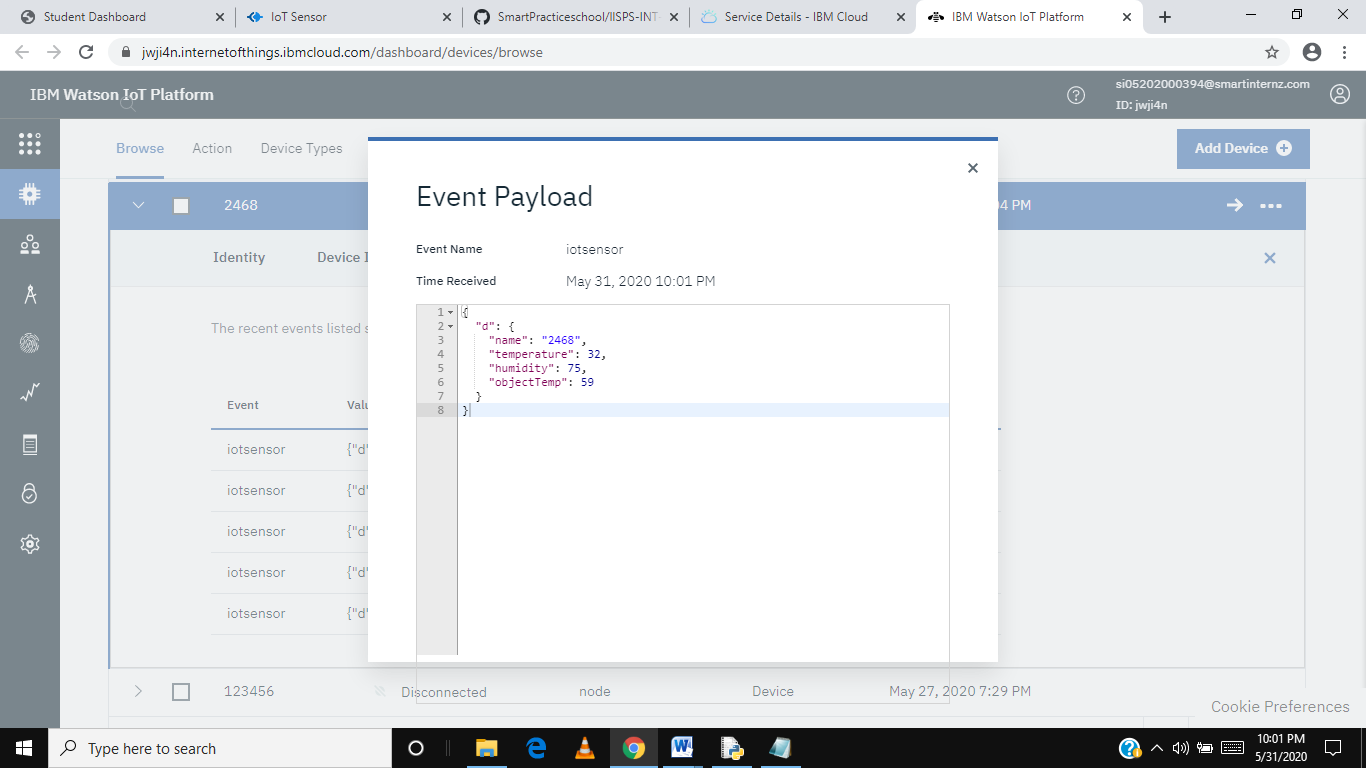 Student Dashboard
IoT Sensor
SmartPracticeschool/IISPS-INT
Service Details - IBM Cloud
IBM Watson IoT Platform
jwji4n.internetofthings.ibmcloud.com/dashboard/devices/browse
IBM Watson IoT Platform
si05202000394@smartinternz.com
ID: jwji4n
Browse Action Device Types
Add Device
2468
4 PM
Event Payload
Identity Device I
Event Name iotsensor
Time Received May 31, 2020 10:01 PM
The recent events listed s
1 {
2 "d": {
3 "name": "2468",
4 "temperature": 32,
5 "humidity": 75,
6 "objectTemp": 59
7 }
8 }
Event Valu
iotsensor {"d"
iotsensor {"d"
iotsensor {"d"
iotsensor {"d"
iotsensor {"d"
123456 Disconnected node Device May 27, 2020 7:29 PM
Cookie Preferences
Type here to search
10:01 PM
5/31/2020